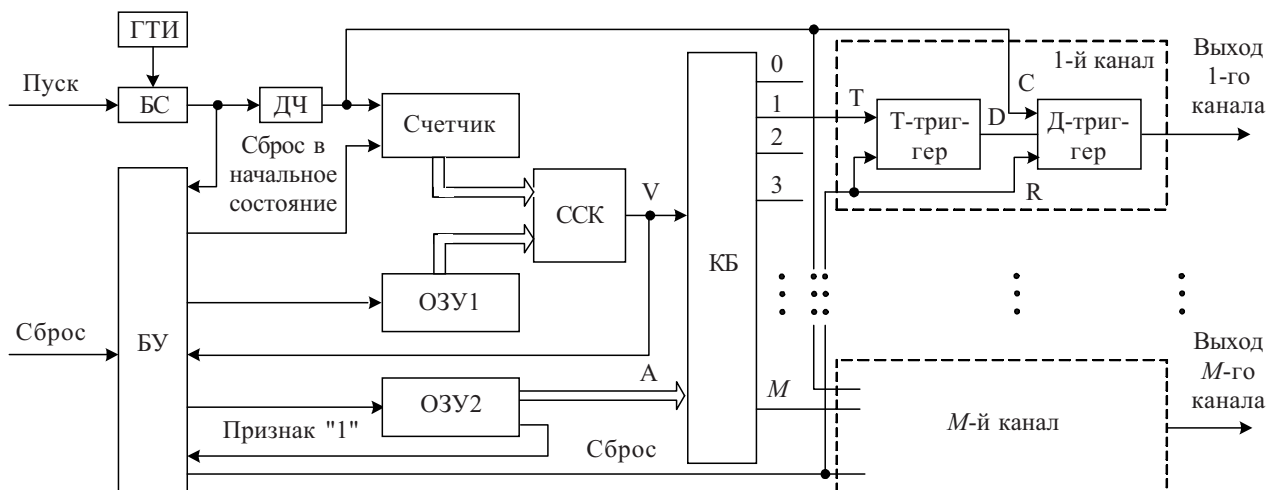 ГТИ
Пуск
БС
ДЧ
Счетчик
Сброс в
начальное
состояние
ССК
V
КБ
0
1
2
3
M
T
Т-триг-
гер
D
C
Д-триг-
гер
R
1-й канал
Выход
1-го
канала
ОЗУ1
Сброс
БУ
ОЗУ2
A
Признак "1"
Сброс
M-й канал
Выход
M-го
канала